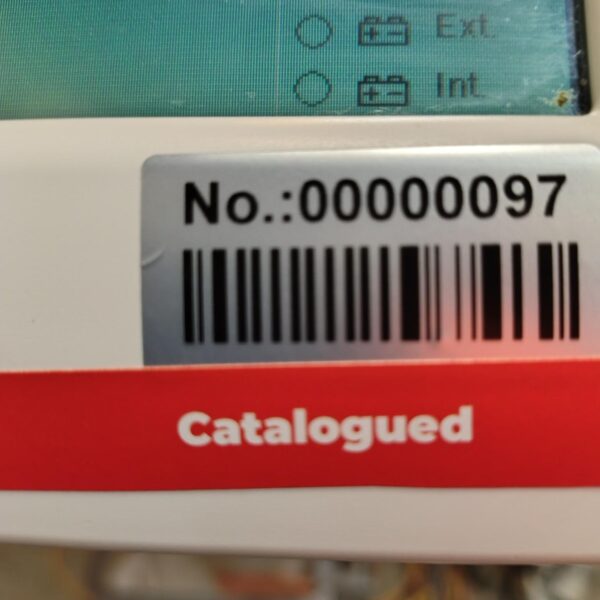 Ext.
Int.
No.:00000097
Catalogued